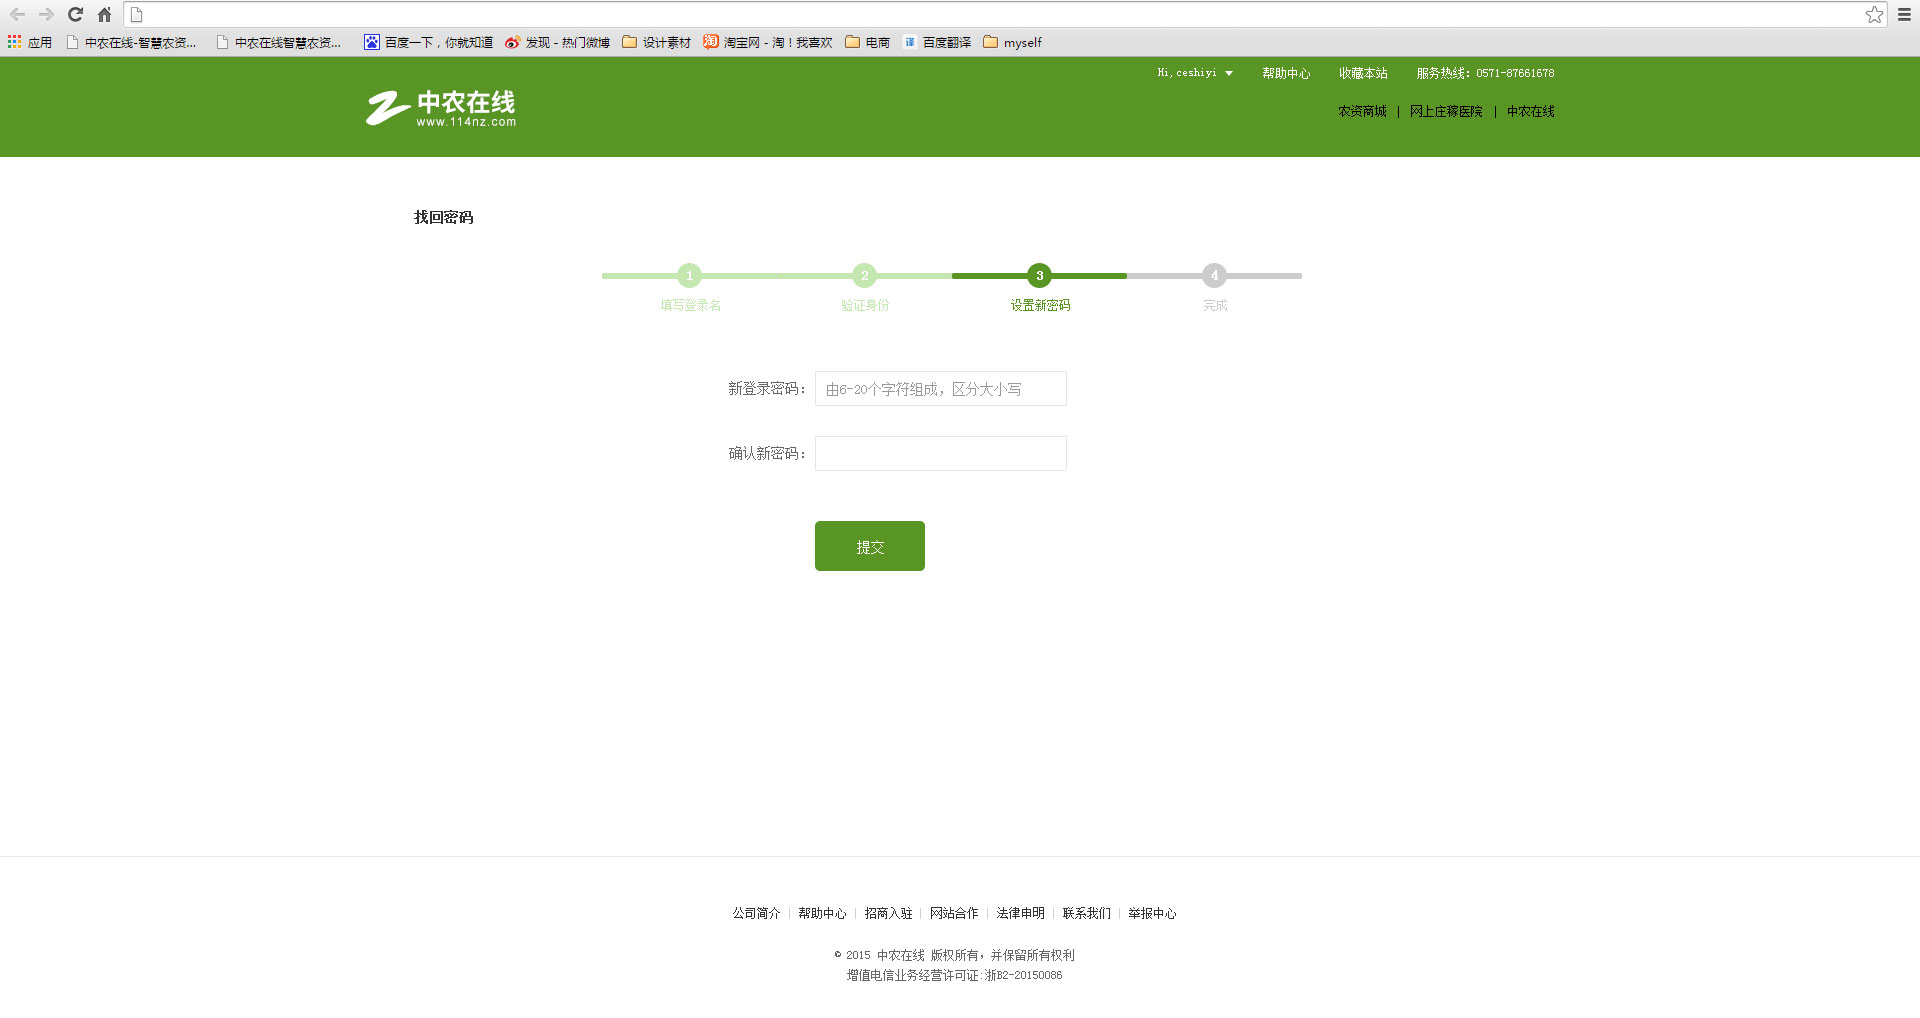 应用 中农在线-智慧农资... 中农在线智慧农资... 百度一下，你就知道 发现 - 热门微博 设计素材 淘宝网 - 淘！我喜欢 电商 百度翻译 myself
Hi,ceshiyi 帮助中心 收藏本站 服务热线：0571-87661678
中农在线
www.114nz.com
农资商城 | 网上庄稼医院 | 中农在线
找回密码
1 2 3 4
填写登录名 验证身份 设置新密码 完成
新登录密码： 由6-20个字符组成，区分大小写
确认新密码：
提交
公司简介 | 帮助中心 | 招商入驻 | 网站合作 | 法律申明 | 联系我们 | 举报中心
© 2015 中农在线 版权所有，并保留所有权利
增值电信业务经营许可证:浙B2-20150086